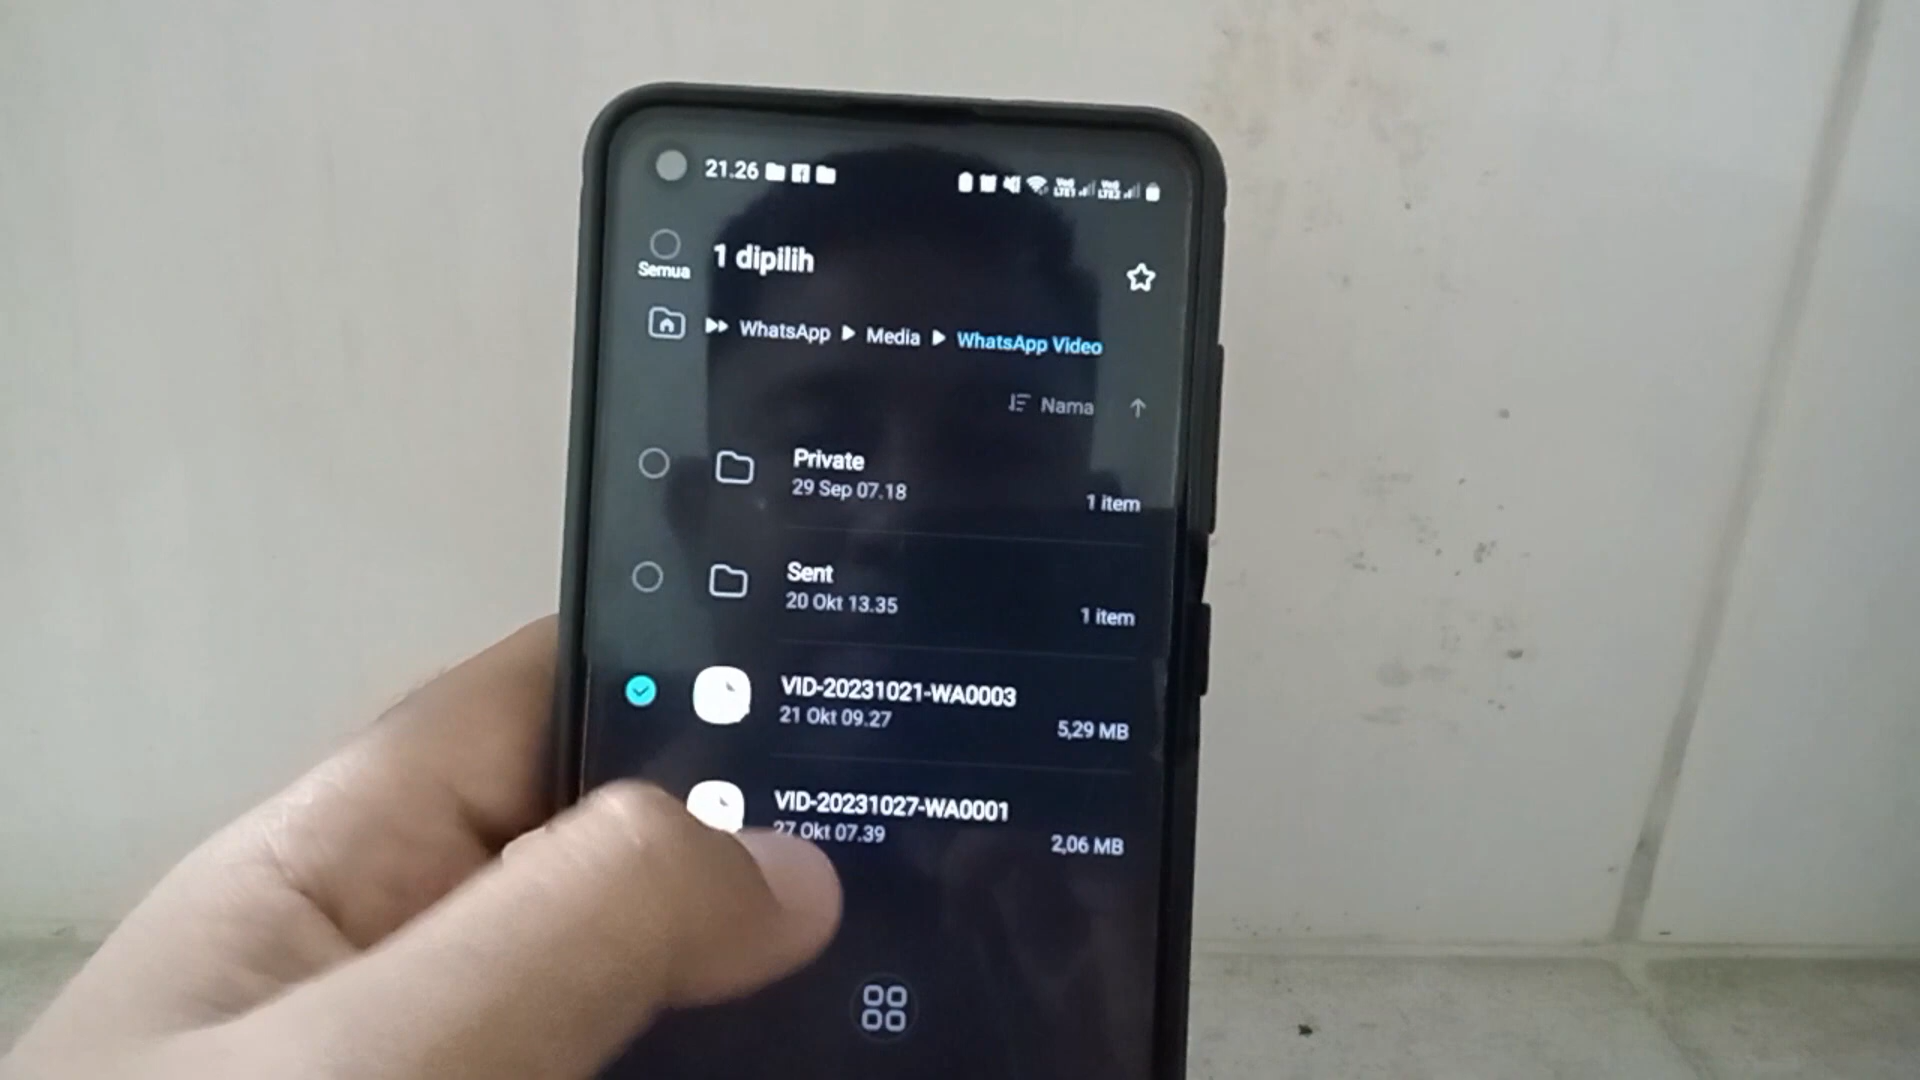 21.26
VoLTE1 VoLTE2
Semua
1 dipilih
WhatsApp Media WhatsApp Video
Nama
Private
29 Sep 07.18
1 item
Sent
20 Okt 13.35
1 item
VID-20231021-WA0003
21 Okt 09.27
5,29 MB
VID-20231027-WA0001
27 Okt 07.39
2,06 MB